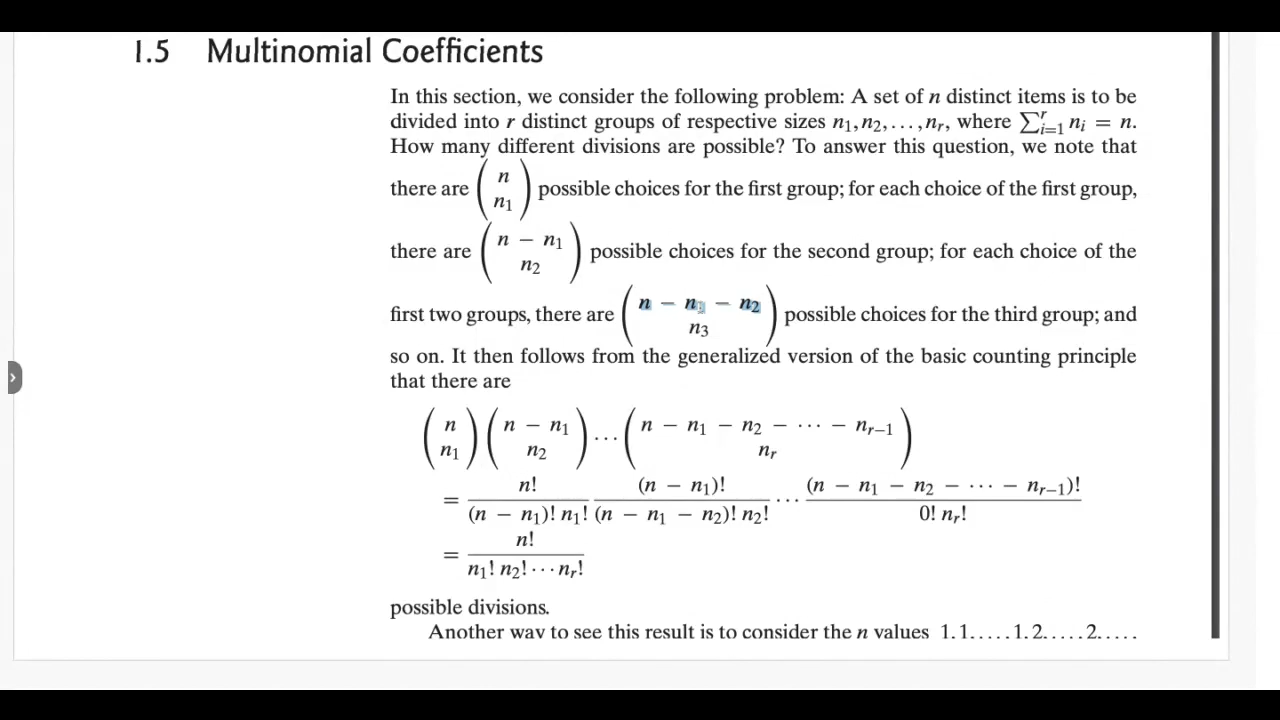 1.5 Multinomial Coefficients
In this section, we consider the following problem: A set of n distinct items is to be
divided into r distinct groups of respective sizes n₁, n₂, . . . , nᵣ, where ∑ʳᵢ₌₁ nᵢ = n.
How many different divisions are possible? To answer this question, we note that
there are (n / n₁) possible choices for the first group; for each choice of the first group,
there are (n − n₁ / n₂) possible choices for the second group; for each choice of the
first two groups, there are (n − n₁ − n₂ / n₃) possible choices for the third group; and
so on. It then follows from the generalized version of the basic counting principle
that there are
(n / n₁)(n − n₁ / n₂) · · · (n − n₁ − n₂ − · · · − nᵣ₋₁ / nᵣ)
= n! / (n − n₁)! n₁! (n − n₁)! / (n − n₁ − n₂)! n₂! · · · (n − n₁ − n₂ − · · · − nᵣ₋₁)! / 0! nᵣ!
= n! / n₁! n₂! · · · nᵣ!
possible divisions.
Another way to see this result is to consider the n values 1, 1, . . . , 1, 2, . . . , 2, . . . ,